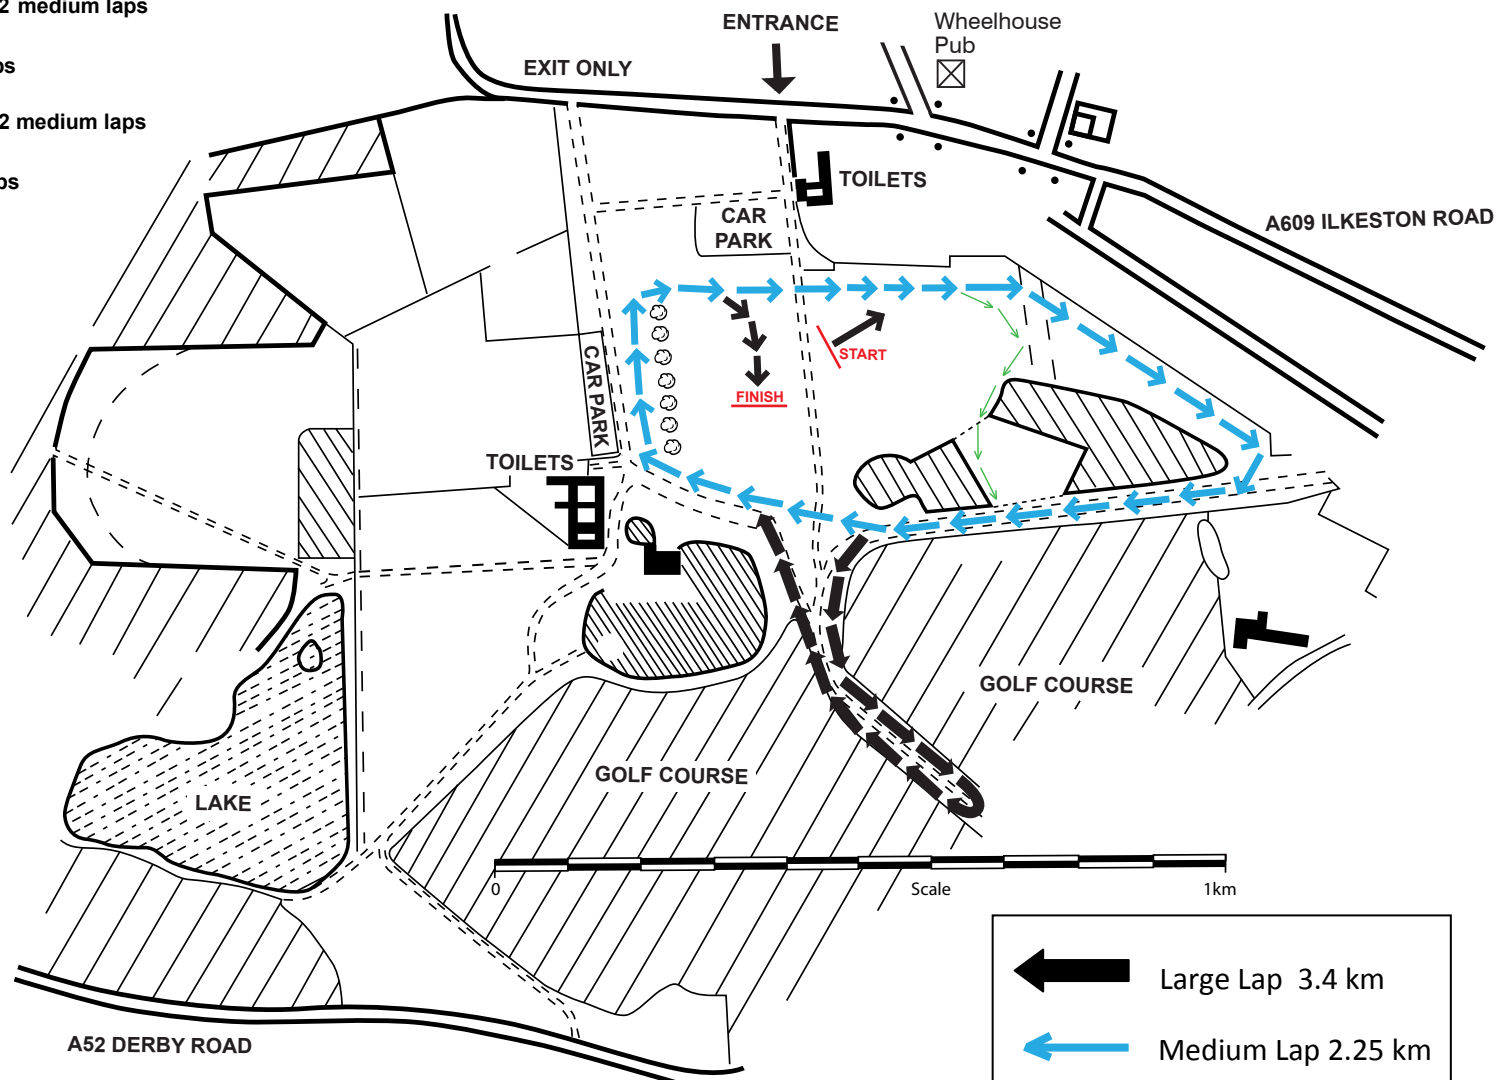 2 medium laps
2 medium laps
ENTRANCE
Wheelhouse
Pub
EXIT ONLY
TOILETS
CAR
PARK
A609 ILKESTON ROAD
START
FINISH
CAR PARK
TOILETS
GOLF COURSE
GOLF COURSE
LAKE
0
Scale
1km
A52 DERBY ROAD
Large Lap 3.4 km
Medium Lap 2.25 km